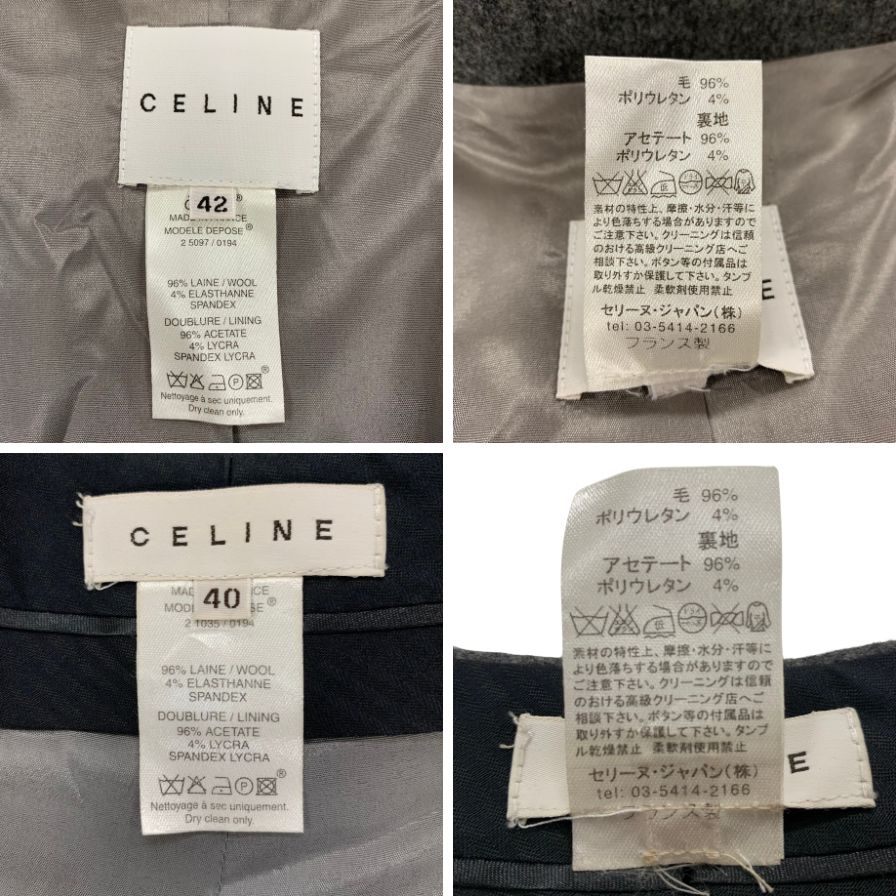 CELINE
42
MADE IN FRANCE
MODELE DEPOSE®
2 5097 / 0194
96% LAINE / WOOL
4% ELASTHANNE
SPANDEX
DOUBLURE / LINING
96% ACETATE
4% LYCRA
SPANDEX LYCRA
Nettoyage à sec uniquement.
Dry clean only.
毛 96%
ポリウレタン 4%
裏地
アセテート 96%
ポリウレタン 4%
素材の特性上、摩擦・水分・汗等に
より色落ちする場合がありますので
ご注意下さい。クリーニングは信頼
のおける高級クリーニング店へご
相談下さい。ボタン等の付属品は
取り外すか保護して下さい。タンブ
ル乾燥禁止 柔軟剤使用禁止
セリーヌ・ジャパン(株)
tel: 03-5414-2166
フランス製
E
CELINE
40
MODE
2 1035 / 0194
96% LAINE / WOOL
4% ELASTHANNE
SPANDEX
DOUBLURE / LINING
96% ACETATE
4% LYCRA
SPANDEX LYCRA
Nettoyage à sec uniquement.
Dry clean only.
毛 96%
ポリウレタン 4%
裏地
アセテート 96%
ポリウレタン 4%
素材の特性上、摩擦・水分・汗等に
より色落ちする場合がありますので
ご注意下さい。クリーニングは信頼
のおける高級クリーニング店へご
相談下さい。ボタン等の付属品は
取り外すか保護して下さい。タンブ
ル乾燥禁止 柔軟剤使用禁止
セリーヌ・ジャパン(株)
tel: 03-5414-2166
フランス製
E